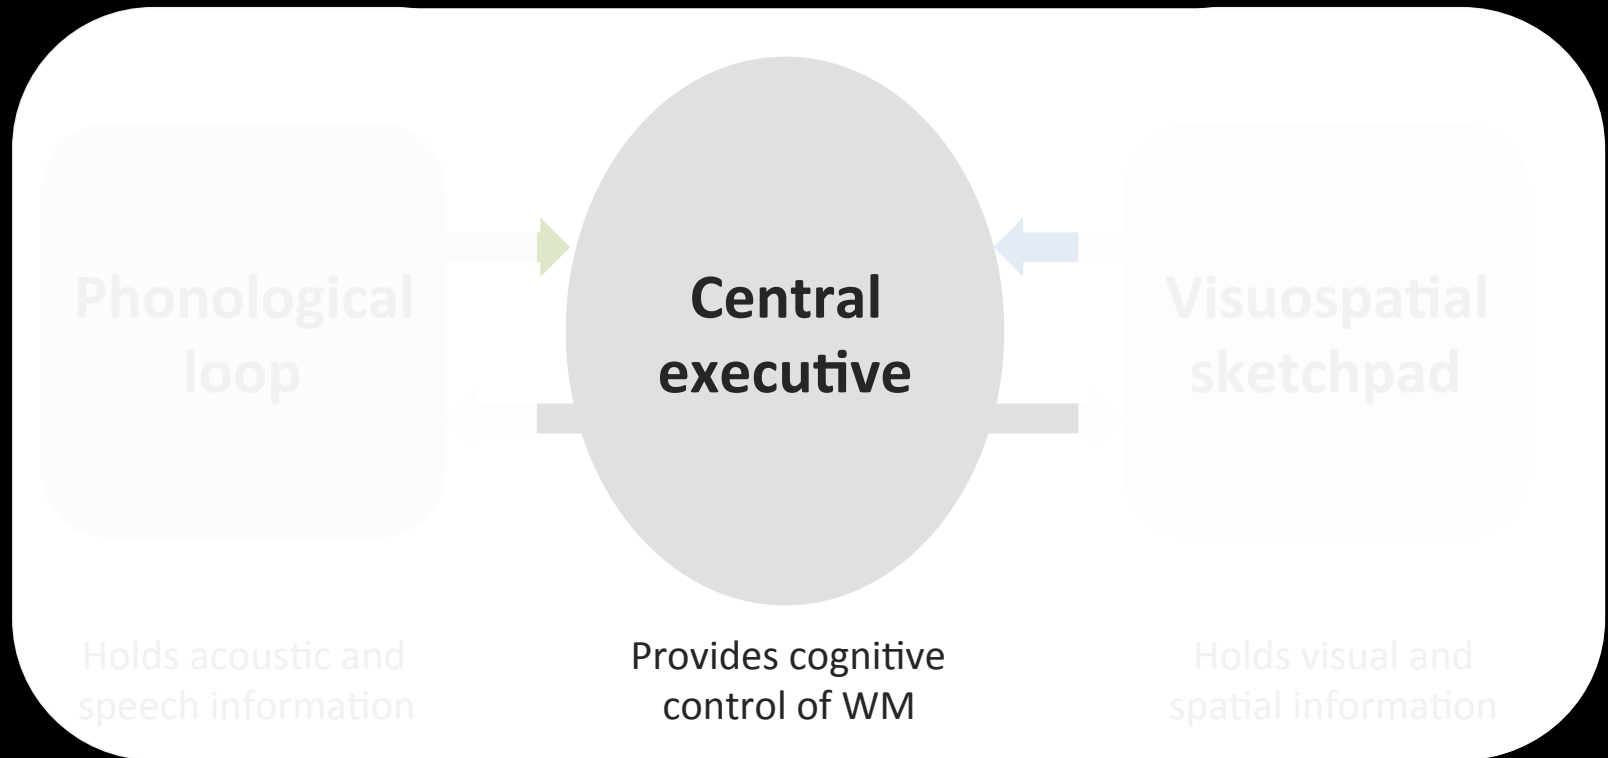 Phonological
loop
Central
executive
Visuospatial
sketchpad
Holds acoustic and
speech information
Provides cognitive
control of WM
Holds visual and
spatial information